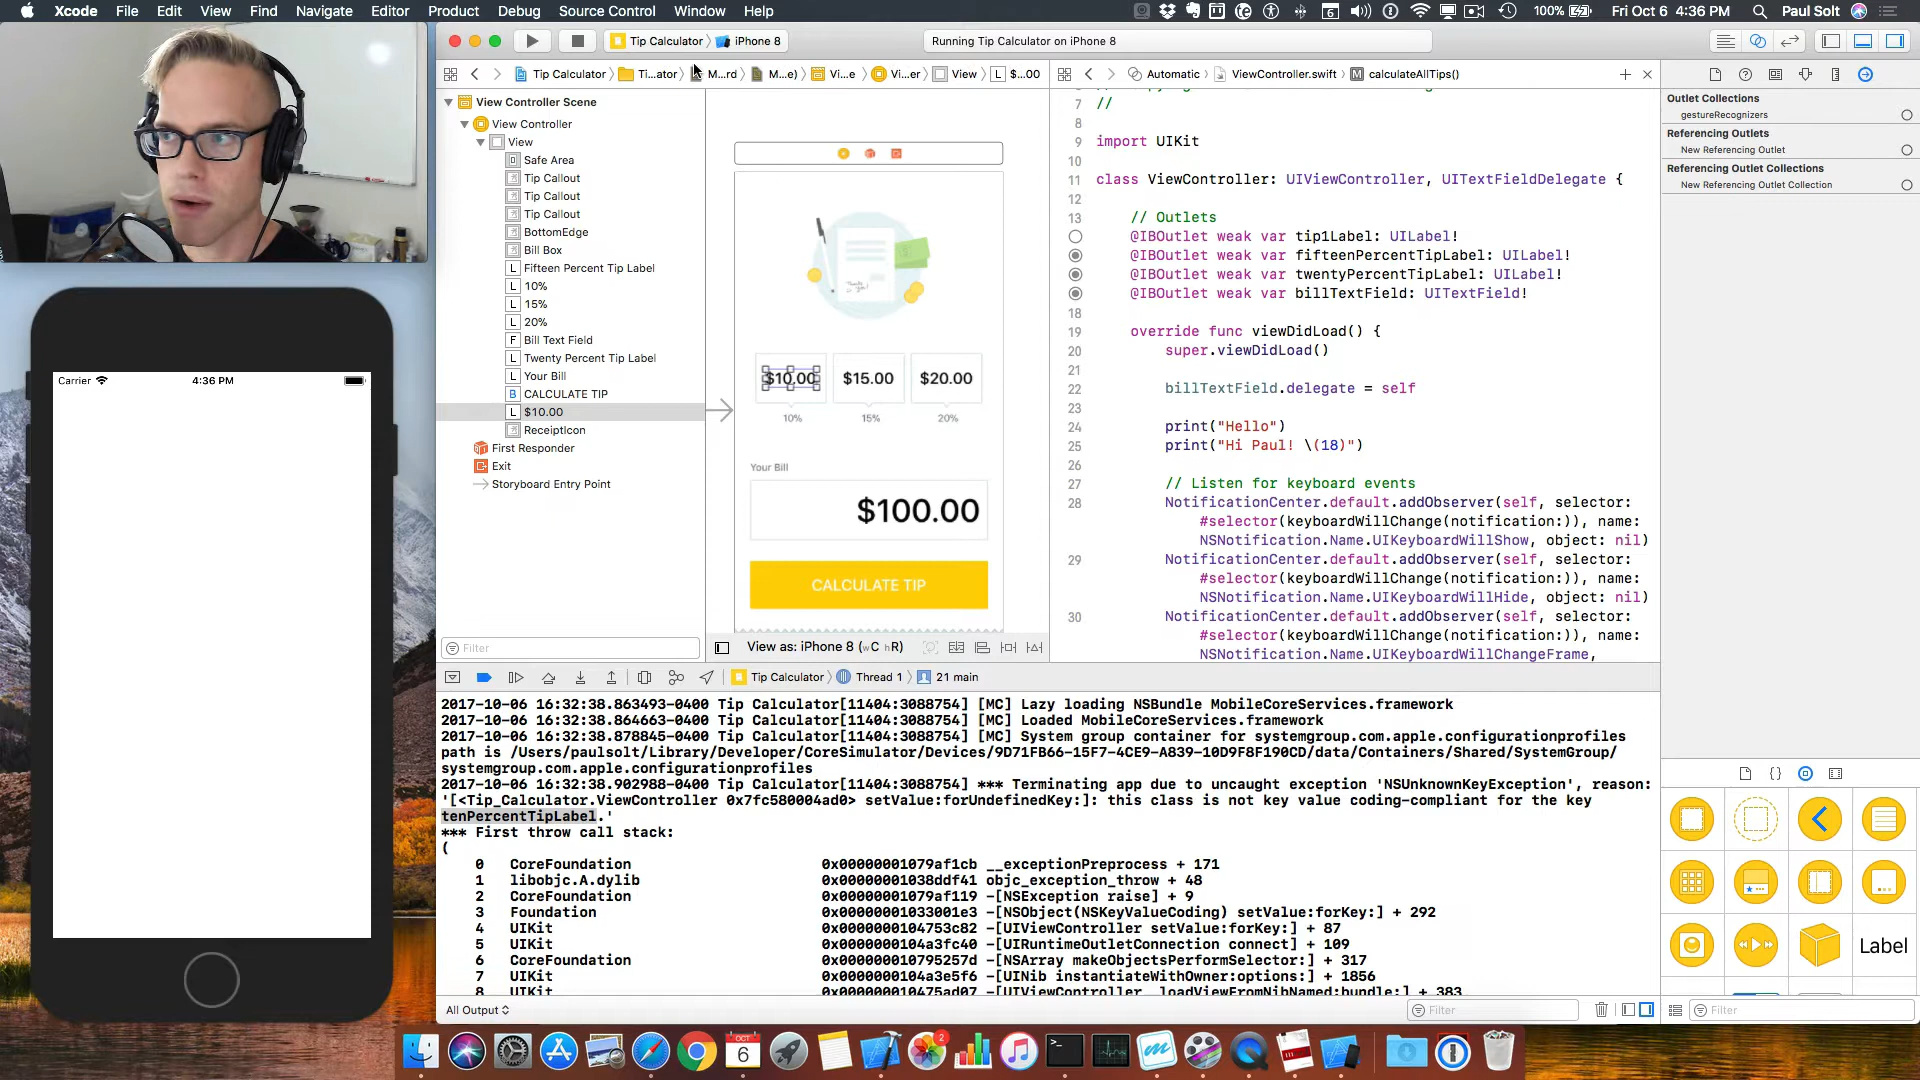 Xcode File Edit View Find Navigate Editor Product Debug Source Control Window Help
100% Fri Oct 6 4:36 PM Paul Solt
Tip Calculator iPhone 8
Running Tip Calculator on iPhone 8
Tip Calculator Ti...ator M...rd M...e) Vi...e Vi...er View L $...00
Automatic ViewController.swift M calculateAllTips()
View Controller Scene
View Controller
View
Safe Area
Tip Callout
Tip Callout
Tip Callout
BottomEdge
Bill Box
L Fifteen Percent Tip Label
L 10%
L 15%
L 20%
F Bill Text Field
L Twenty Percent Tip Label
L Your Bill
B CALCULATE TIP
L $10.00
ReceiptIcon
First Responder
Exit
Storyboard Entry Point
Filter
$10.00 $15.00 $20.00
10% 15% 20%
Your Bill
$100.00
CALCULATE TIP
View as: iPhone 8 (wC hR)
7 //
8
9 import UIKit
10
11 class ViewController: UIViewController, UITextFieldDelegate {
12
13 // Outlets
@IBOutlet weak var tip1Label: UILabel!
@IBOutlet weak var fifteenPercentTipLabel: UILabel!
@IBOutlet weak var twentyPercentTipLabel: UILabel!
@IBOutlet weak var billTextField: UITextField!
18
19 override func viewDidLoad() {
20 super.viewDidLoad()
21
22 billTextField.delegate = self
23
24 print("Hello")
25 print("Hi Paul! \(18)")
26
27 // Listen for keyboard events
28 NotificationCenter.default.addObserver(self, selector:
#selector(keyboardWillChange(notification:)), name:
NSNotification.Name.UIKeyboardWillShow, object: nil)
29 NotificationCenter.default.addObserver(self, selector:
#selector(keyboardWillChange(notification:)), name:
NSNotification.Name.UIKeyboardWillHide, object: nil)
30 NotificationCenter.default.addObserver(self, selector:
#selector(keyboardWillChange(notification:)), name:
NSNotification.Name.UIKeyboardWillChangeFrame,
Outlet Collections
gestureRecognizers
Referencing Outlets
New Referencing Outlet
Referencing Outlet Collections
New Referencing Outlet Collection
Carrier 4:36 PM
Tip Calculator Thread 1 21 main
2017-10-06 16:32:38.863493-0400 Tip Calculator[11404:3088754] [MC] Lazy loading NSBundle MobileCoreServices.framework
2017-10-06 16:32:38.864663-0400 Tip Calculator[11404:3088754] [MC] Loaded MobileCoreServices.framework
2017-10-06 16:32:38.878845-0400 Tip Calculator[11404:3088754] [MC] System group container for systemgroup.com.apple.configurationprofiles
path is /Users/paulsolt/Library/Developer/CoreSimulator/Devices/9D71FB66-15F7-4CE9-A839-10D9F8F190CD/data/Containers/Shared/SystemGroup/
systemgroup.com.apple.configurationprofiles
2017-10-06 16:32:38.902988-0400 Tip Calculator[11404:3088754] *** Terminating app due to uncaught exception 'NSUnknownKeyException', reason:
'[<Tip_Calculator.ViewController 0x7fc580004ad0> setValue:forUndefinedKey:]: this class is not key value coding-compliant for the key
tenPercentTipLabel.'
*** First throw call stack:
(
0 CoreFoundation 0x00000001079af1cb __exceptionPreprocess + 171
1 libobjc.A.dylib 0x00000001038ddf41 objc_exception_throw + 48
2 CoreFoundation 0x00000001079af119 -[NSException raise] + 9
3 Foundation 0x00000001033001e3 -[NSObject(NSKeyValueCoding) setValue:forKey:] + 292
4 UIKit 0x0000000104753c82 -[UIViewController setValue:forKey:] + 87
5 UIKit 0x0000000104a3fc40 -[UIRuntimeOutletConnection connect] + 109
6 CoreFoundation 0x000000010795257d -[NSArray makeObjectsPerformSelector:] + 317
7 UIKit 0x0000000104a3e5f6 -[UINib instantiateWithOwner:options:] + 1856
8 UIKit 0x000000010475ad07 -[UIViewController _loadViewFromNibNamed:bundle:] + 383
All Output
Filter
Label
Filter
OCT
6
2